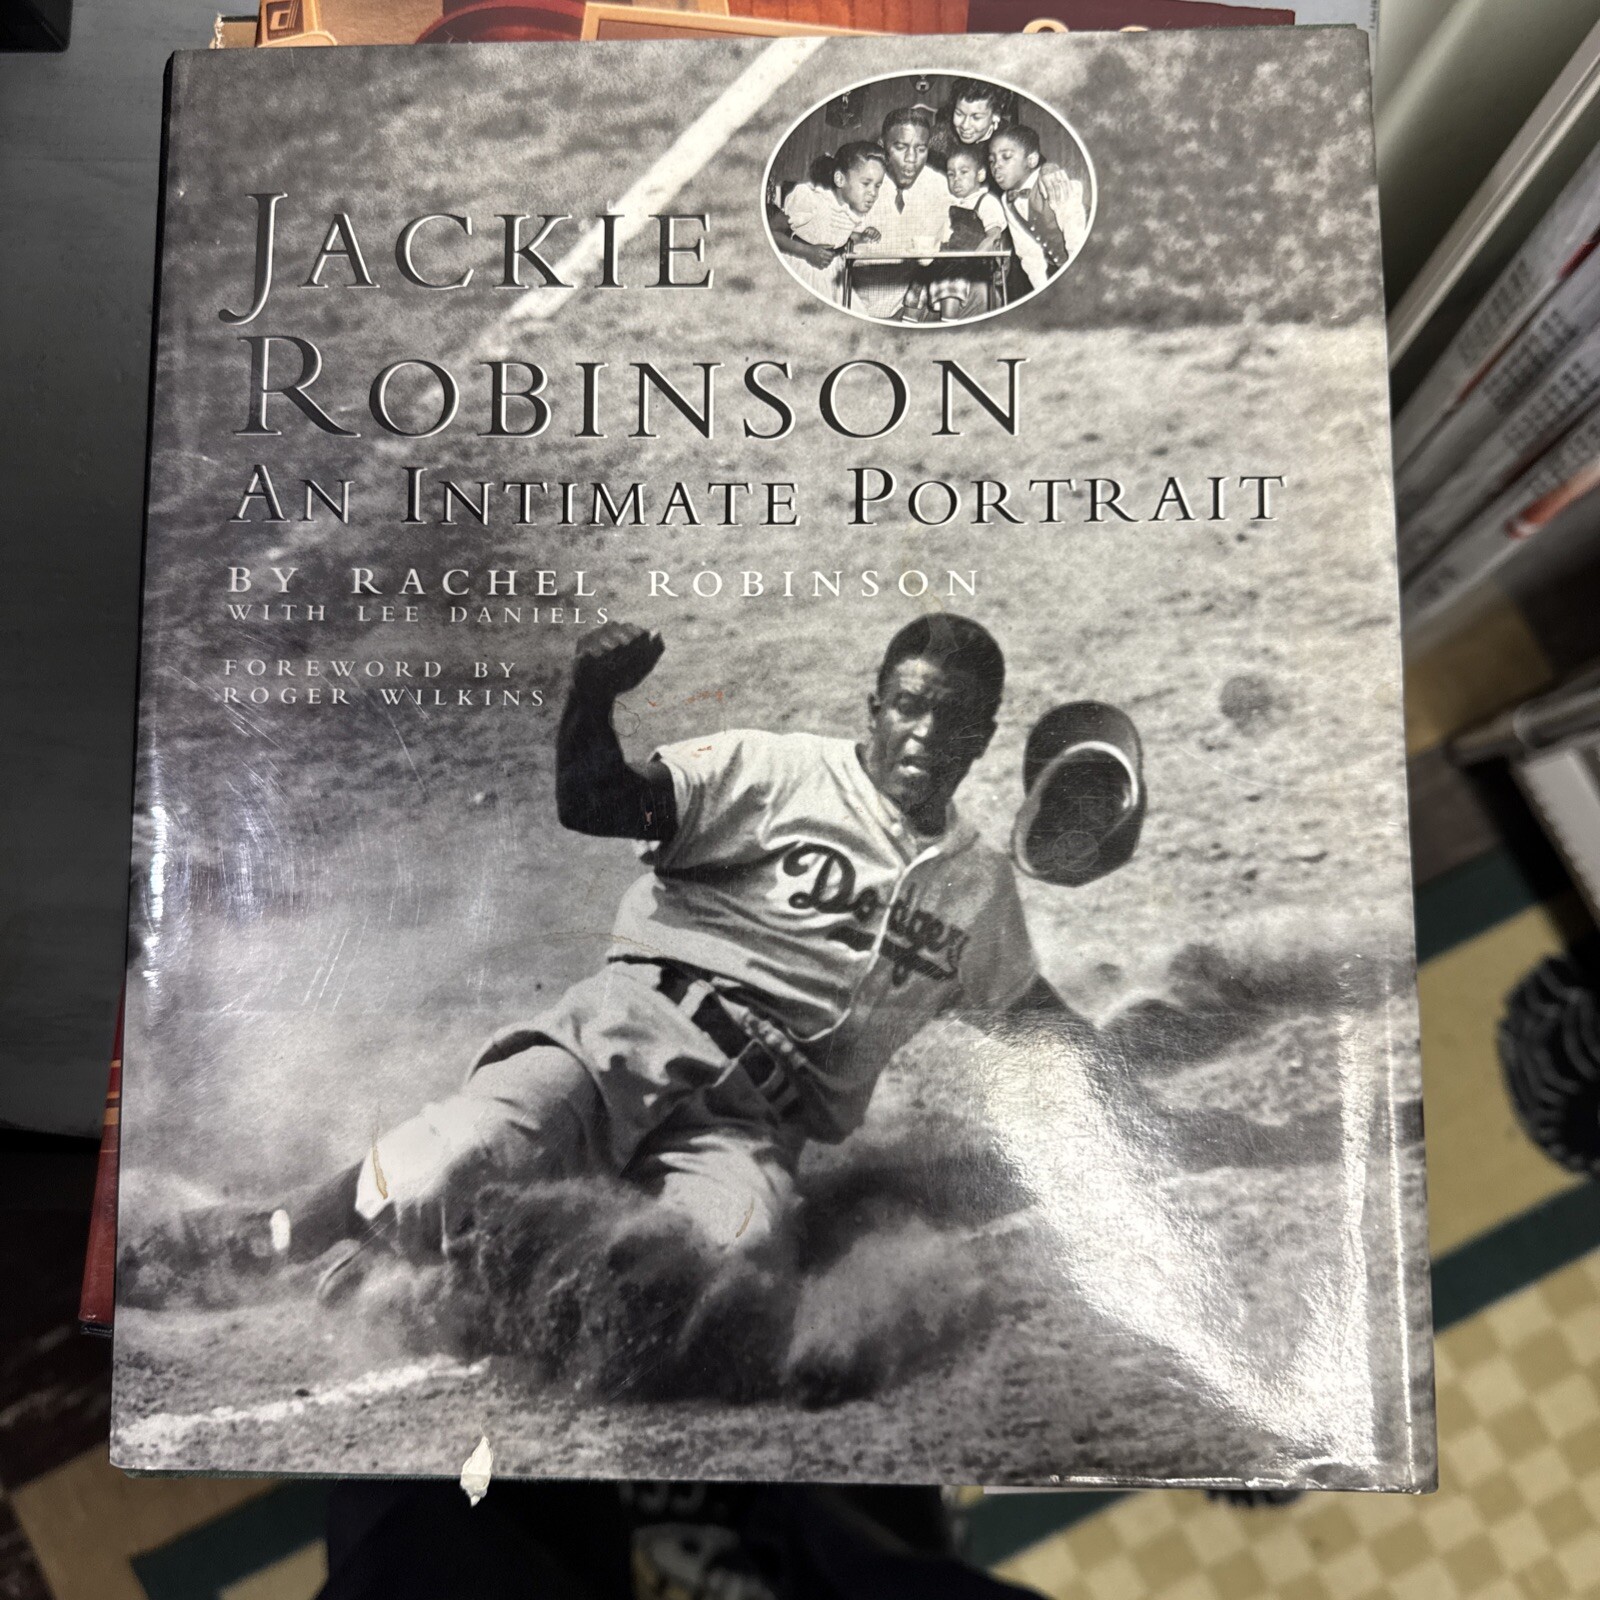 JACKIE
ROBINSON
AN INTIMATE PORTRAIT
BY RACHEL ROBINSON
WITH LEE DANIELS
FOREWORD BY
ROGER WILKINS
Dodgers